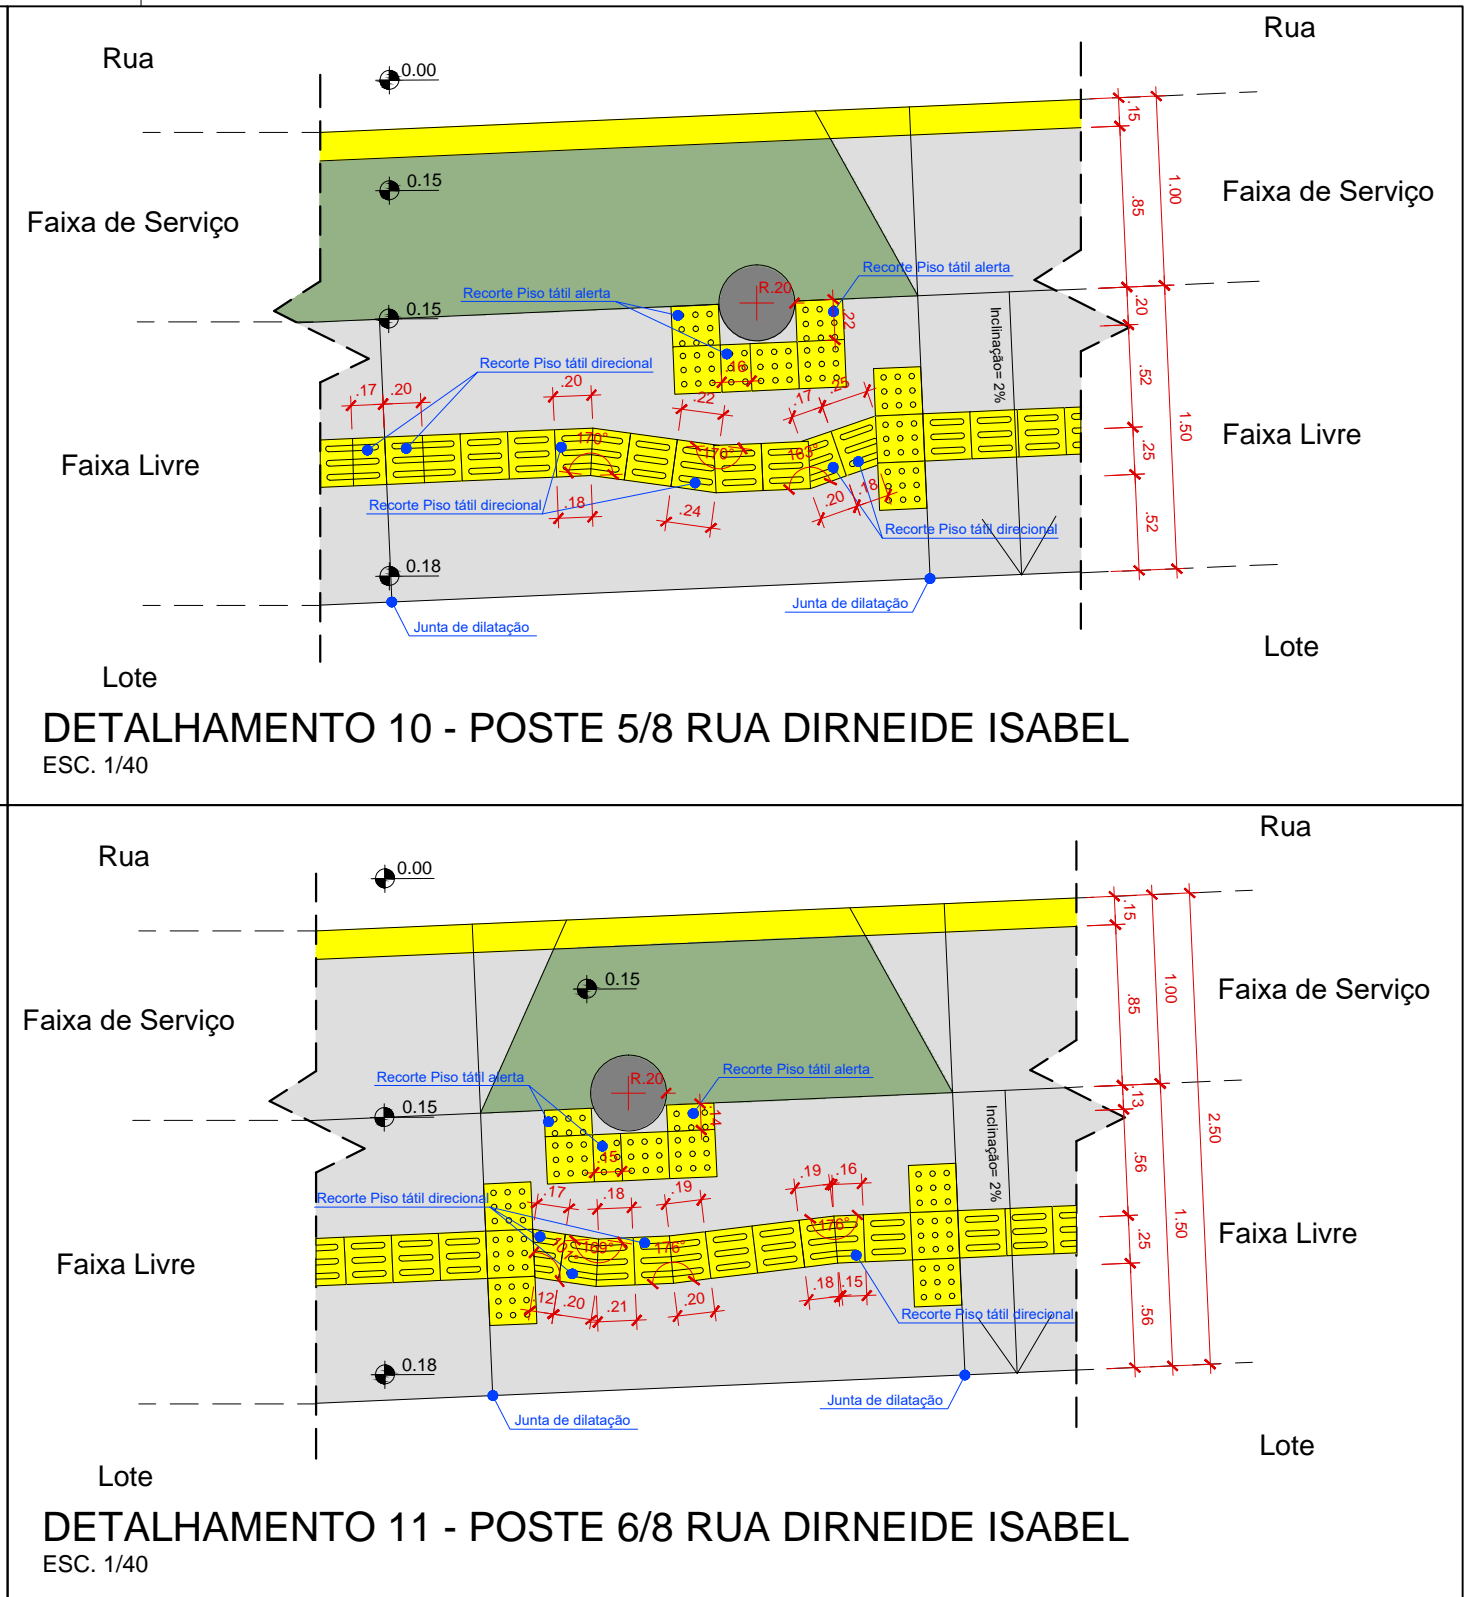 Rua
Rua
0.00
.15
1.00
0.15
.85
Faixa de Serviço
Faixa de Serviço
Recorte Piso tátil alerta
Recorte Piso tátil alerta
R.20
0.15
.22
.20
Inclinação= 2%
Recorte Piso tátil direcional
.16
.17
.20
.20
.22
.17
.25
.52
1.50
170°
170°
163°
Faixa Livre
Faixa Livre
.25
Recorte Piso tátil direcional
.18
.24
.20
.18
Recorte Piso tátil direcional
.52
0.18
Junta de dilatação
Junta de dilatação
Lote
Lote
DETALHAMENTO 10 - POSTE 5/8 RUA DIRNEIDE ISABEL
ESC. 1/40
Rua
Rua
0.00
.15
0.15
.85
1.00
Faixa de Serviço
Faixa de Serviço
Recorte Piso tátil alerta
Recorte Piso tátil alerta
R.20
0.15
.14
.13
2.50
Inclinação= 2%
.15
.56
Recorte Piso tátil direcional
.17
.18
.19
.19
.16
169°
176°
176°
1.50
Faixa Livre
Faixa Livre
.25
.12
.20
.21
.20
.18
.15
Recorte Piso tátil direcional
.56
0.18
Junta de dilatação
Junta de dilatação
Lote
Lote
DETALHAMENTO 11 - POSTE 6/8 RUA DIRNEIDE ISABEL
ESC. 1/40